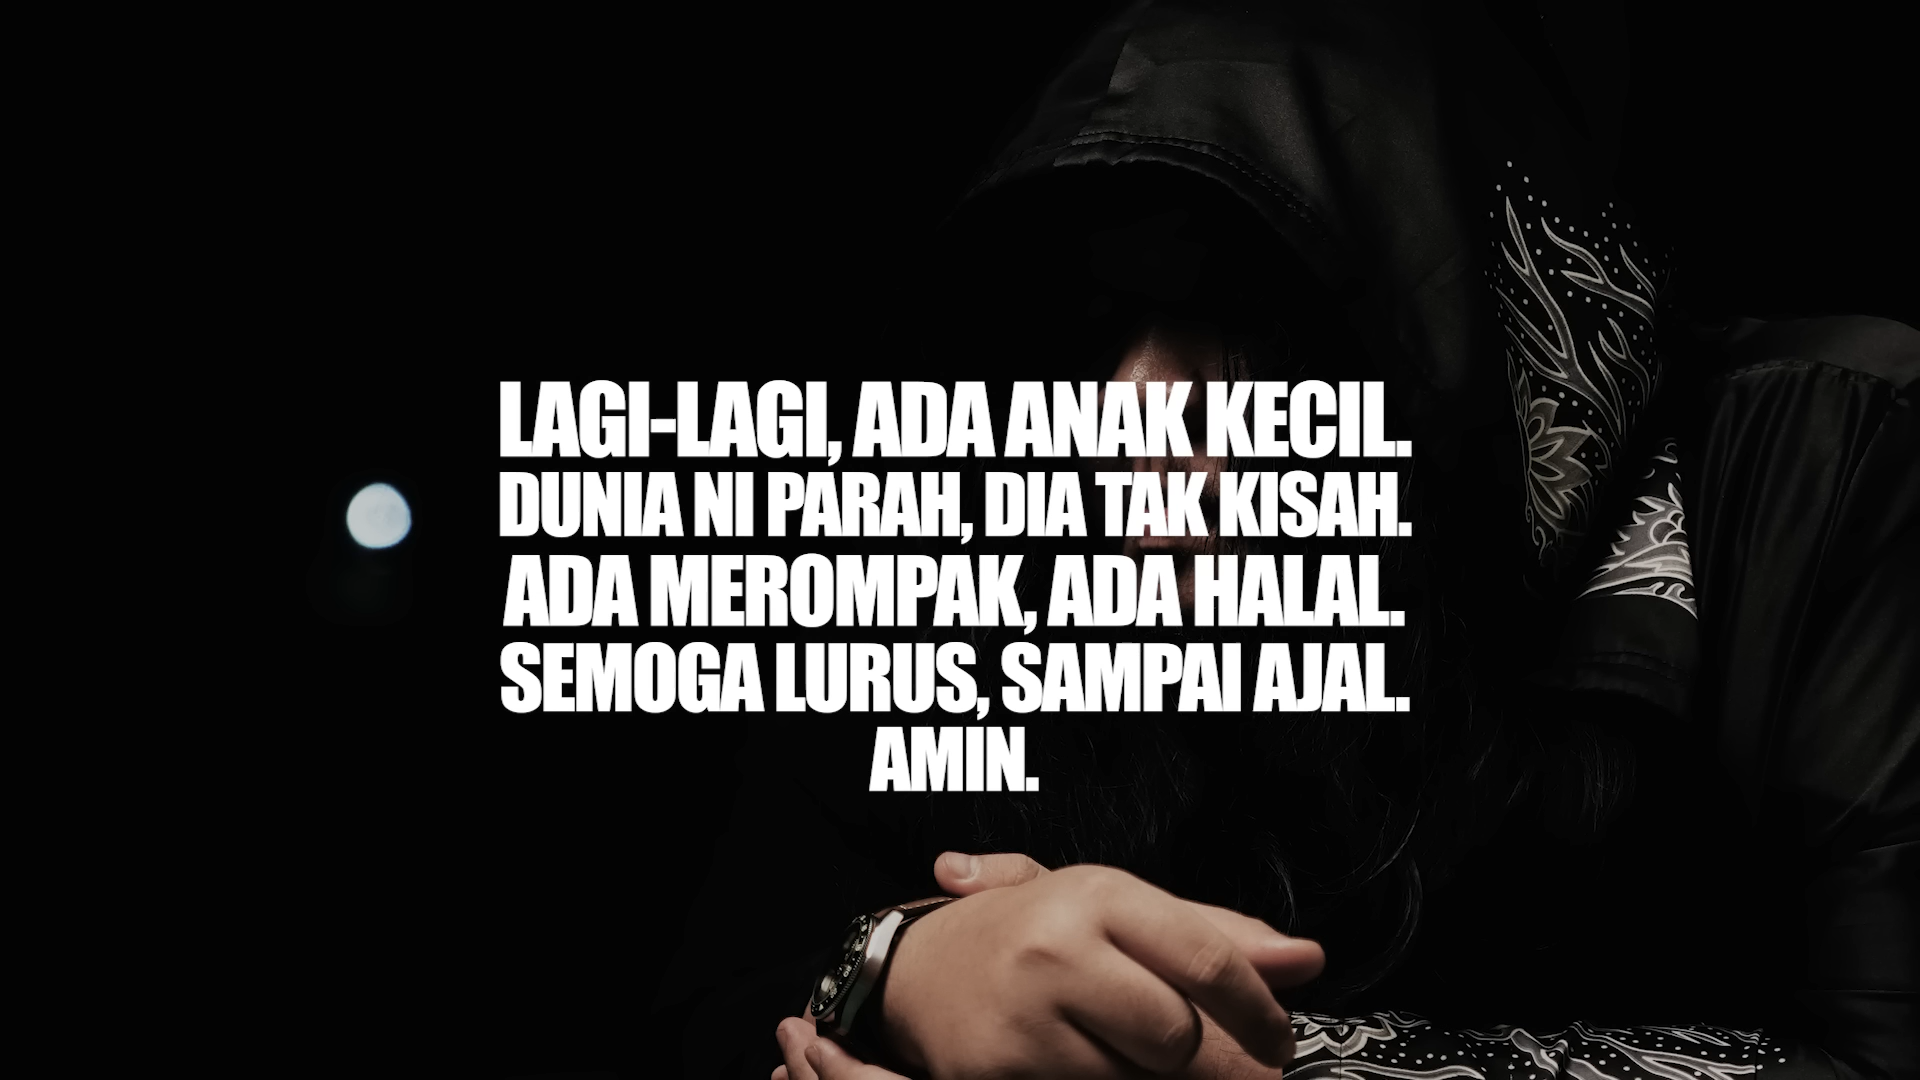 LAGI-LAGI, ADA ANAK KECIL.
DUNIA NI PARAH, DIA TAK KISAH.
ADA MEROMPAK, ADA HALAL.
SEMOGA LURUS, SAMPAI AJAL.
AMIN.